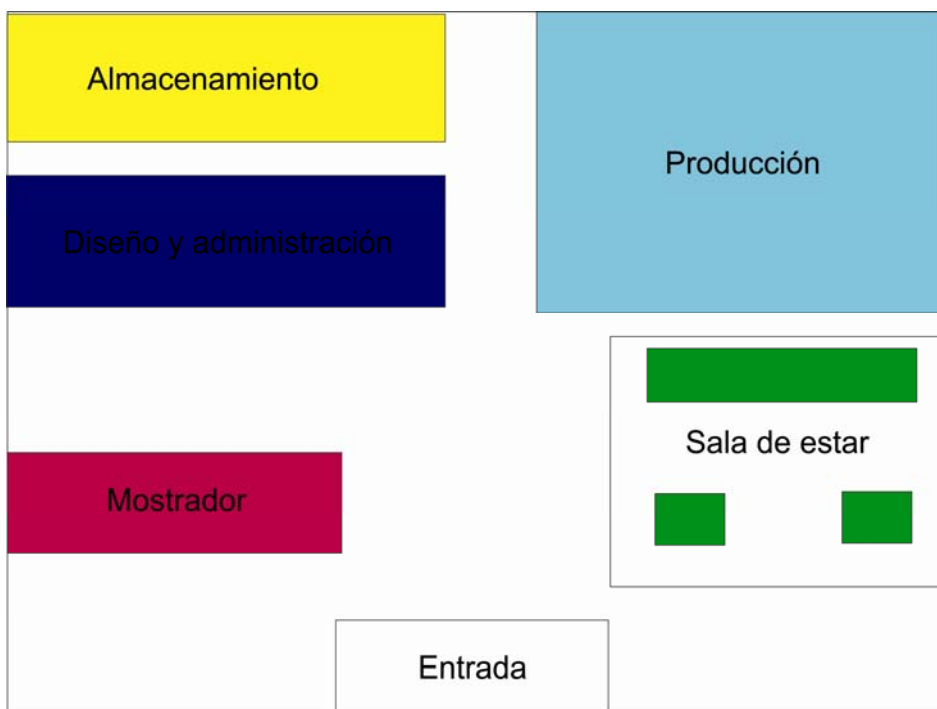 Almacenamiento
Producción
Diseño y administración
Sala de estar
Mostrador
Entrada